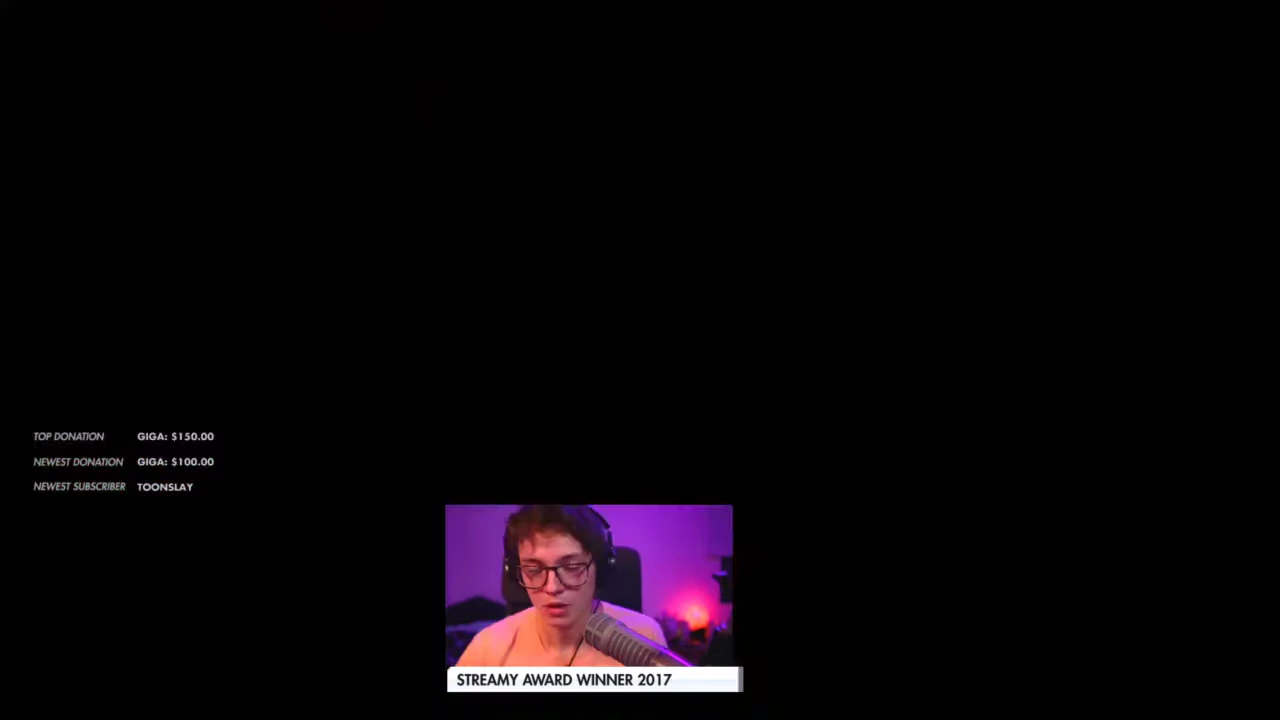 TOP DONATION GIGA: $150.00
NEWEST DONATION GIGA: $100.00
NEWEST SUBSCRIBER TOONSLAY
STREAMY AWARD WINNER 2017